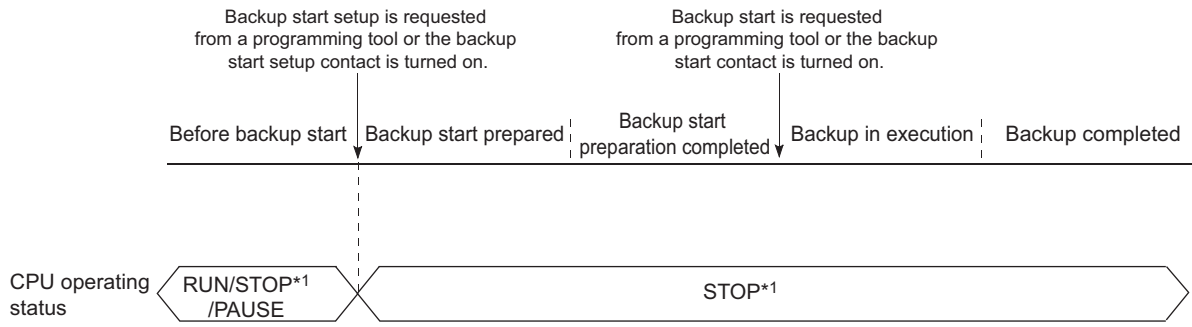 Backup start setup is requested
from a programming tool or the backup
start setup contact is turned on.
Backup start is requested
from a programming tool or the backup
start contact is turned on.
Before backup start
Backup start prepared
Backup start
preparation completed
Backup in execution
Backup completed
CPU operating
status
RUN/STOP*1
/PAUSE
STOP*1